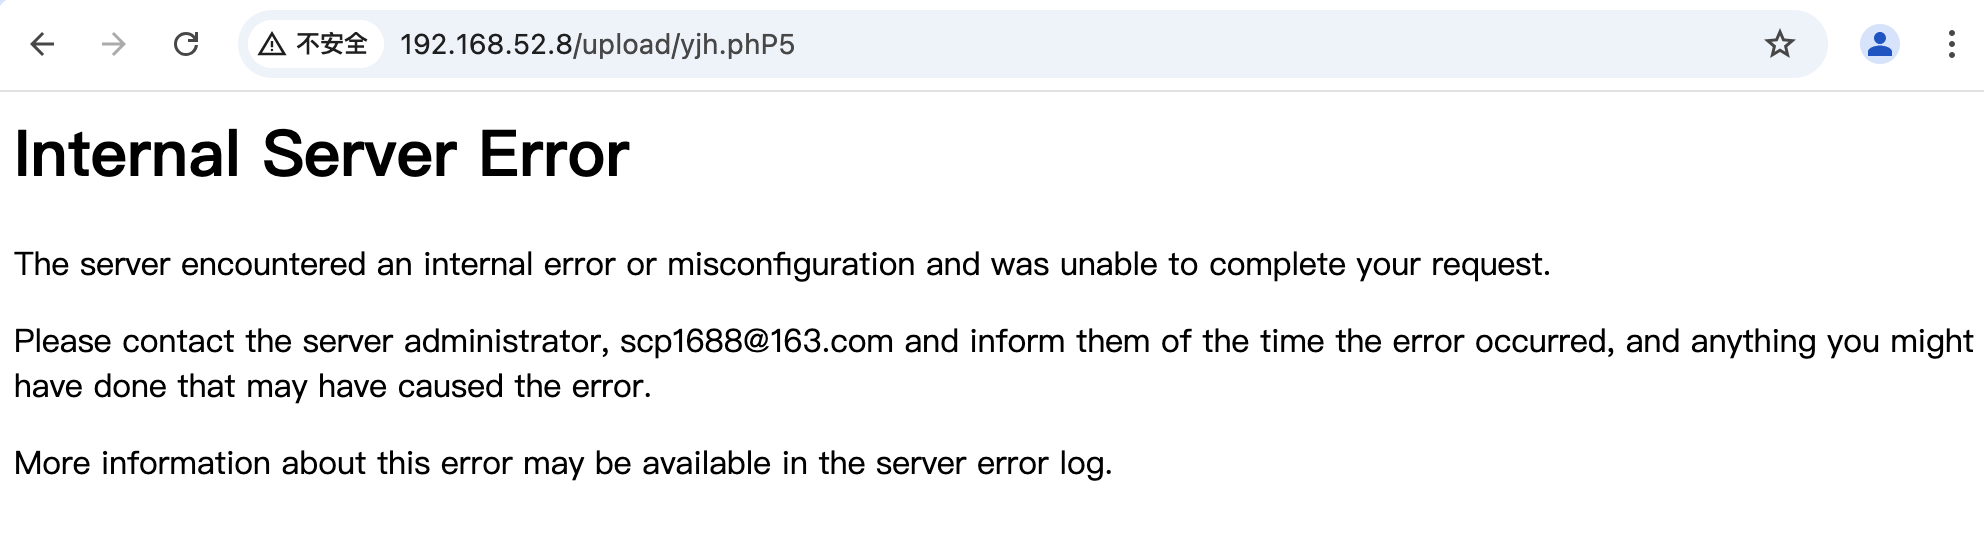 不安全 192.168.52.8/upload/yjh.phP5
Internal Server Error
The server encountered an internal error or misconfiguration and was unable to complete your request.
Please contact the server administrator, scp1688@163.com and inform them of the time the error occurred, and anything you might
have done that may have caused the error.
More information about this error may be available in the server error log.